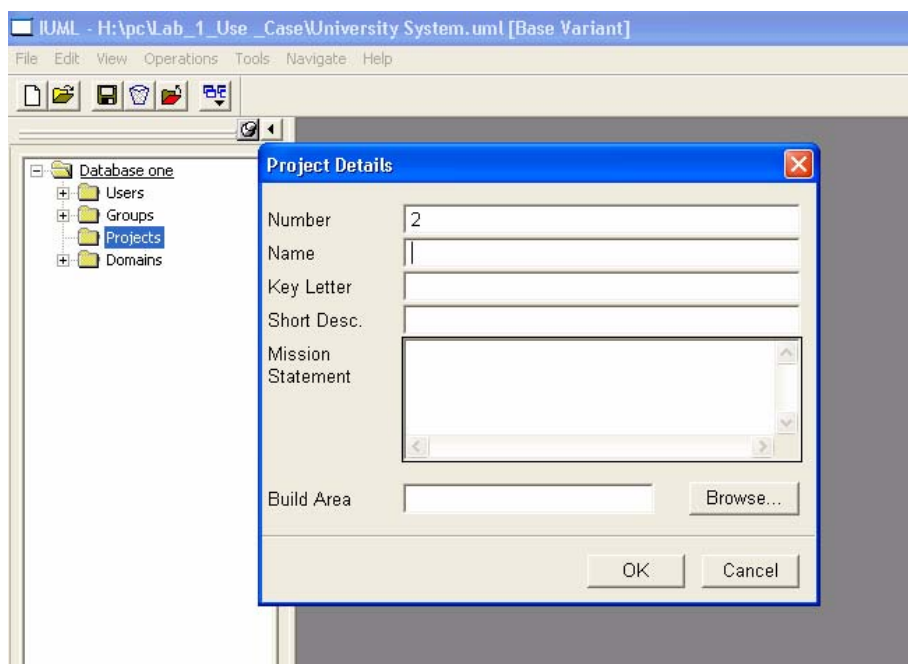 IUML - H:\pc\Lab_1_Use _Case\University System.uml [Base Variant]
File Edit View Operations Tools Navigate Help
Database one
Users
Groups
Projects
Domains
Project Details
Number 2
Name
Key Letter
Short Desc.
Mission
Statement
Build Area Browse...
OK Cancel